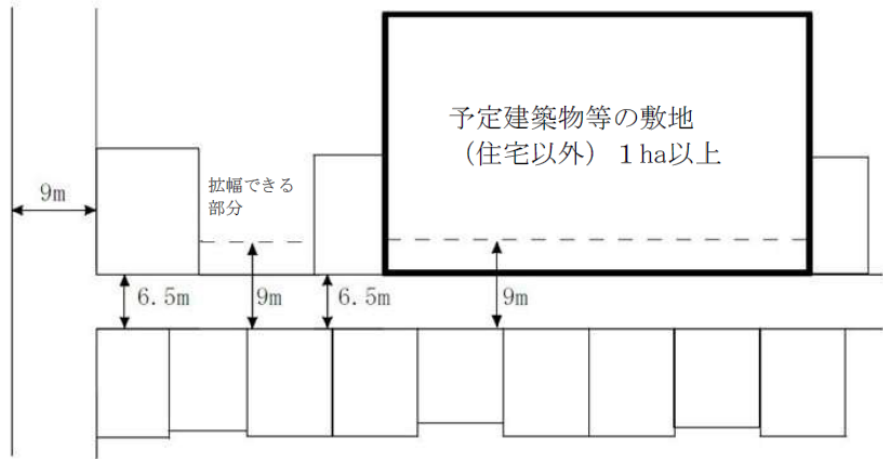 予定建築物等の敷地
（住宅以外）１ha以上
拡幅できる
部分
9m
6.5m
9m
6.5m
9m